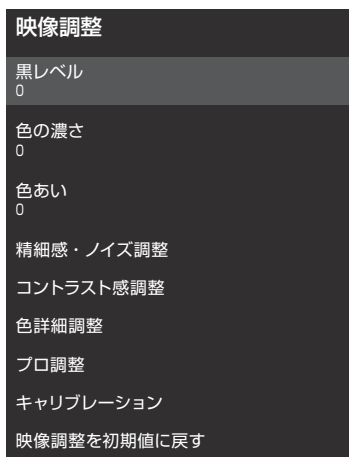 映像調整
黒レベル
0
色の濃さ
0
色あい
0
精細感・ノイズ調整
コントラスト感調整
色詳細調整
プロ調整
キャリブレーション
映像調整を初期値に戻す